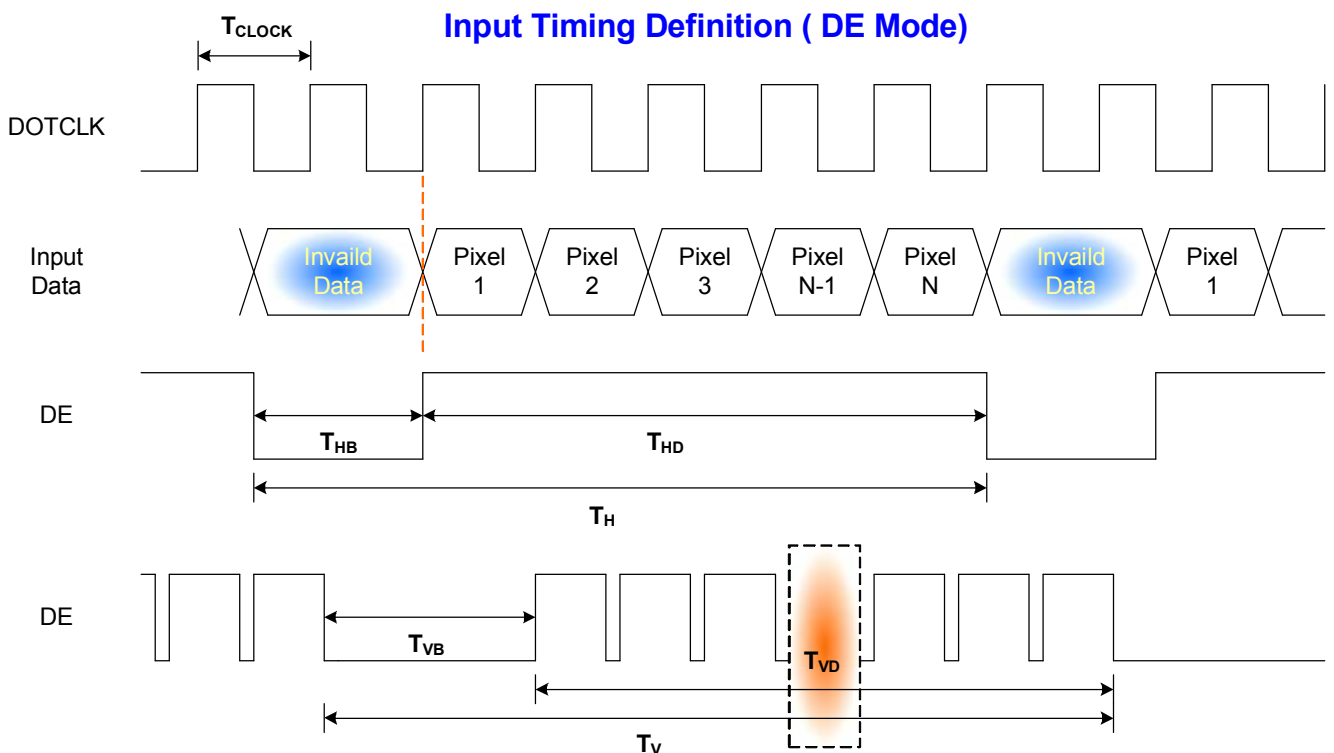 Input Timing Definition ( DE Mode)
TCLOCK
DOTCLK
Input
Data
Invaild
Data
Pixel
1
Pixel
2
Pixel
3
Pixel
N-1
Pixel
N
Invaild
Data
Pixel
1
DE
THB
THD
TH
DE
TVB
TVD
TV